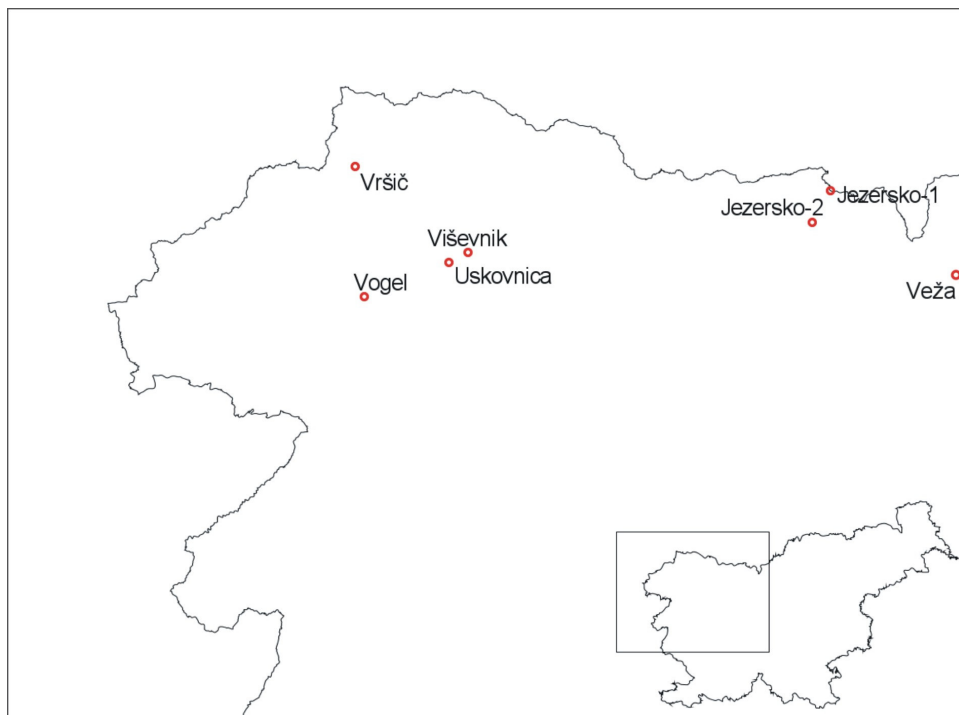 Vršič
Jezersko-1
Jezersko-2
Viševnik
Uskovnica
Vogel
Veža